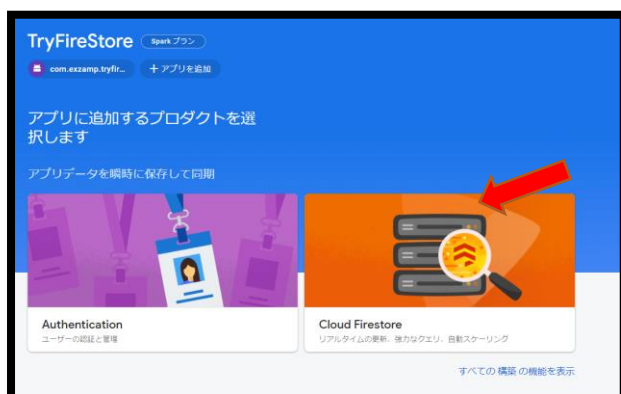 TryFireStore Spark プラン
com.exzamp.tryfir... + アプリを追加
アプリに追加するプロダクトを選
択します
アプリデータを瞬時に保存して同期
Authentication
ユーザーの認証と管理
Cloud Firestore
リアルタイムの更新、強力なクエリ、自動スケーリング
すべての 構築 の機能を表示